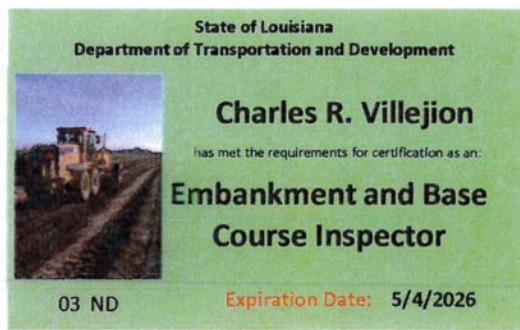 State of Louisiana
Department of Transportation and Development
Charles R. Villejion
has met the requirements for certification as an:
Embankment and Base
Course Inspector
03 ND
Expiration Date: 5/4/2026